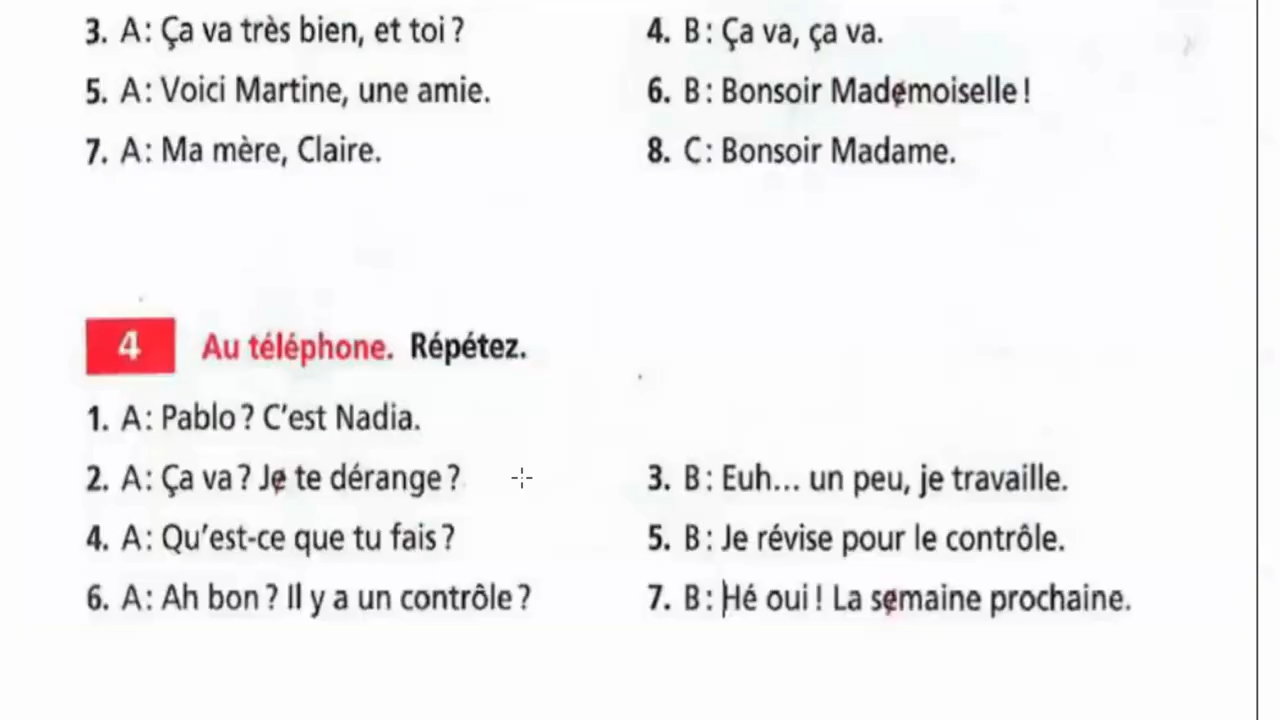 3. A: Ça va très bien, et toi ? 4. B: Ça va, ça va.
5. A: Voici Martine, une amie. 6. B: Bonsoir Mademoiselle !
7. A: Ma mère, Claire. 8. C: Bonsoir Madame.
4 Au téléphone. Répétez.
1. A: Pablo ? C'est Nadia.
2. A: Ça va ? Je te dérange ? 3. B: Euh... un peu, je travaille.
4. A: Qu'est-ce que tu fais ? 5. B: Je révise pour le contrôle.
6. A: Ah bon ? Il y a un contrôle ? 7. B: Hé oui ! La semaine prochaine.